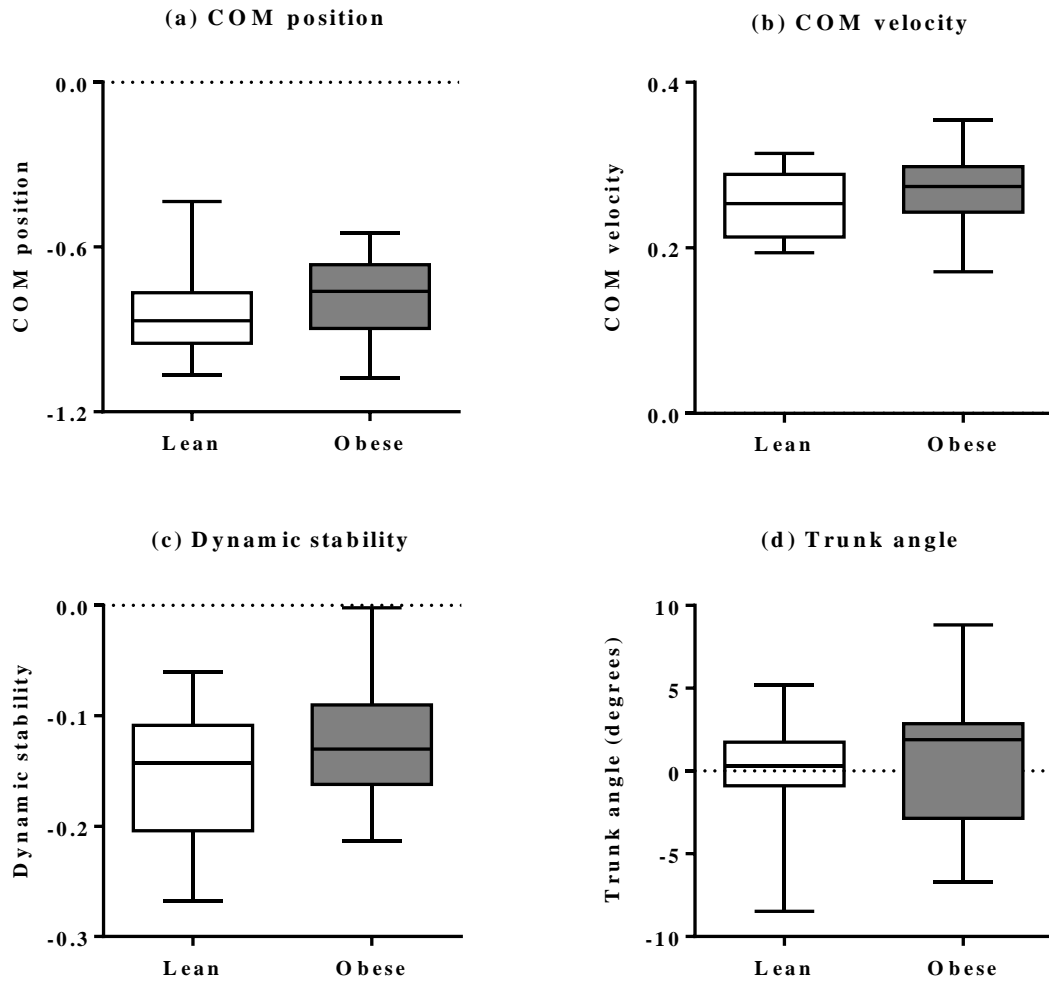 (a) COM position
(b) COM velocity
0.0
-0.6
-1.2
COM position
Lean
Obese
0.4
0.2
0.0
COM velocity
Lean
Obese
(c) Dynamic stability
(d) Trunk angle
0.0
-0.1
-0.2
-0.3
Dynamic stability
Lean
Obese
10
5
0
-5
-10
Trunk angle (degrees)
Lean
Obese